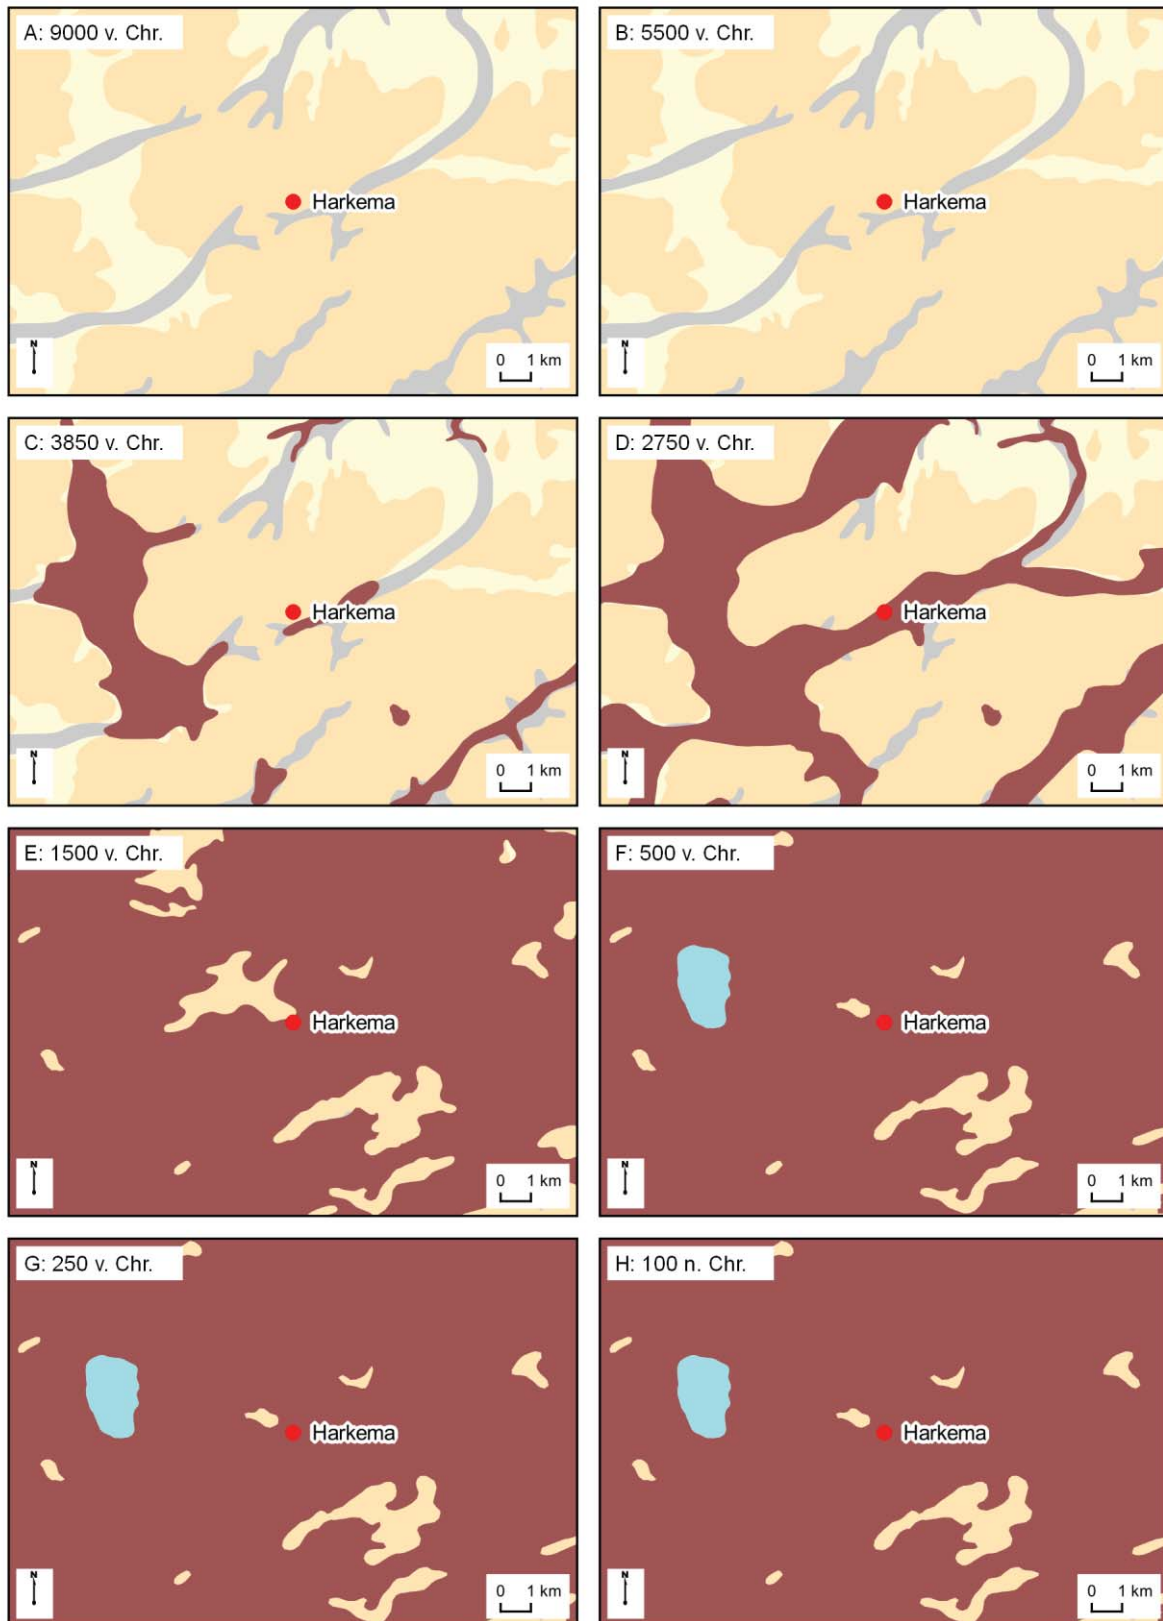 A: 9000 v. Chr.
Harkema
N
0 1 km
B: 5500 v. Chr.
Harkema
N
0 1 km
C: 3850 v. Chr.
Harkema
N
0 1 km
D: 2750 v. Chr.
Harkema
N
0 1 km
E: 1500 v. Chr.
Harkema
N
0 1 km
F: 500 v. Chr.
Harkema
N
0 1 km
G: 250 v. Chr.
Harkema
N
0 1 km
H: 100 n. Chr.
Harkema
N
0 1 km